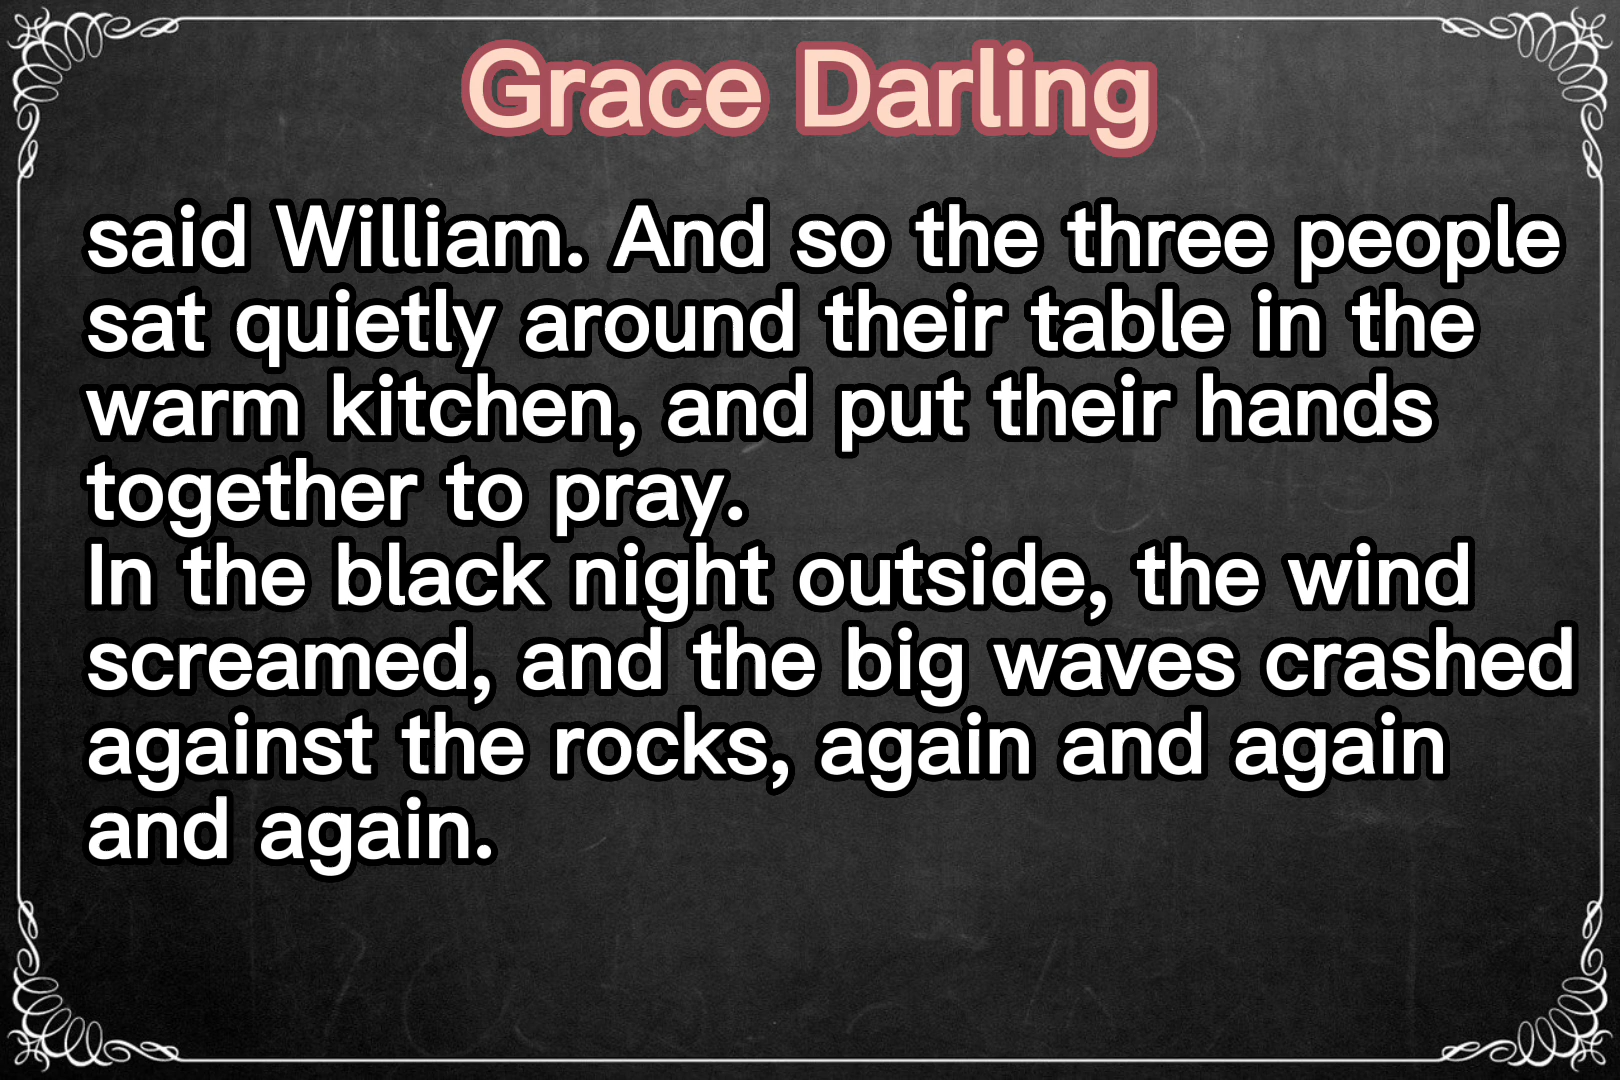 Grace Darling
said William. And so the three people
sat quietly around their table in the
warm kitchen, and put their hands
together to pray.
In the black night outside, the wind
screamed, and the big waves crashed
against the rocks, again and again
and again.